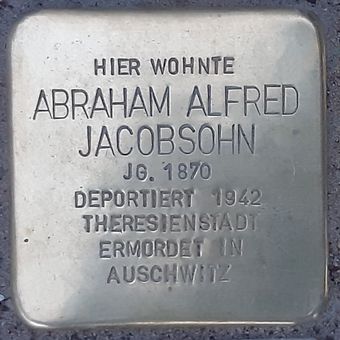 HIER WOHNTE
ABRAHAM ALFRED
JACOBSOHN
JG. 1870
DEPORTIERT 1942
THERESIENSTADT
ERMORDET IN
AUSCHWITZ